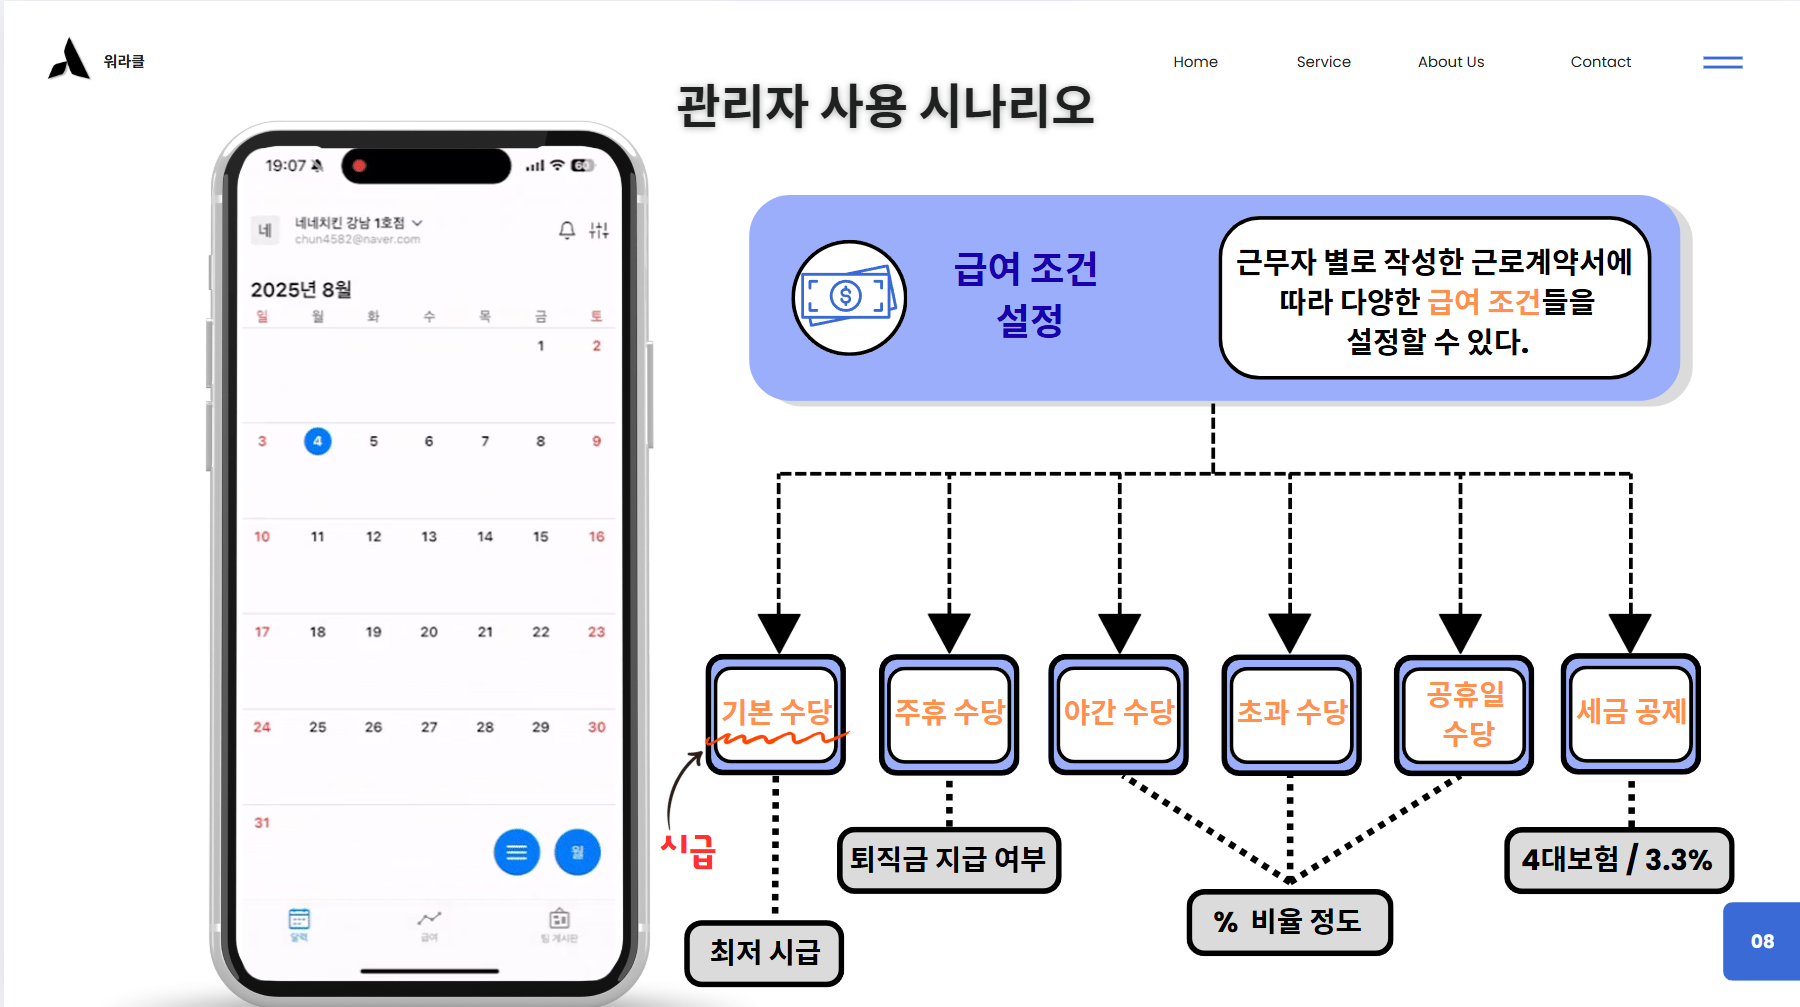 워라클
Home
Service
About Us
Contact
관리자 사용 시나리오
19:07
60
네
네네치킨 강남 1호점
chun4582@naver.com
2025년 8월
일 월 화 수 목 금 토
1 2
3 4 5 6 7 8 9
10 11 12 13 14 15 16
17 18 19 20 21 22 23
24 25 26 27 28 29 30
31
월
달력
급여
팀 게시판
급여 조건
설정
근무자 별로 작성한 근로계약서에
따라 다양한 급여 조건들을
설정할 수 있다.
기본 수당
주휴 수당
야간 수당
초과 수당
공휴일
수당
세금 공제
시급
최저 시급
퇴직금 지급 여부
% 비율 정도
4대보험 / 3.3%
08